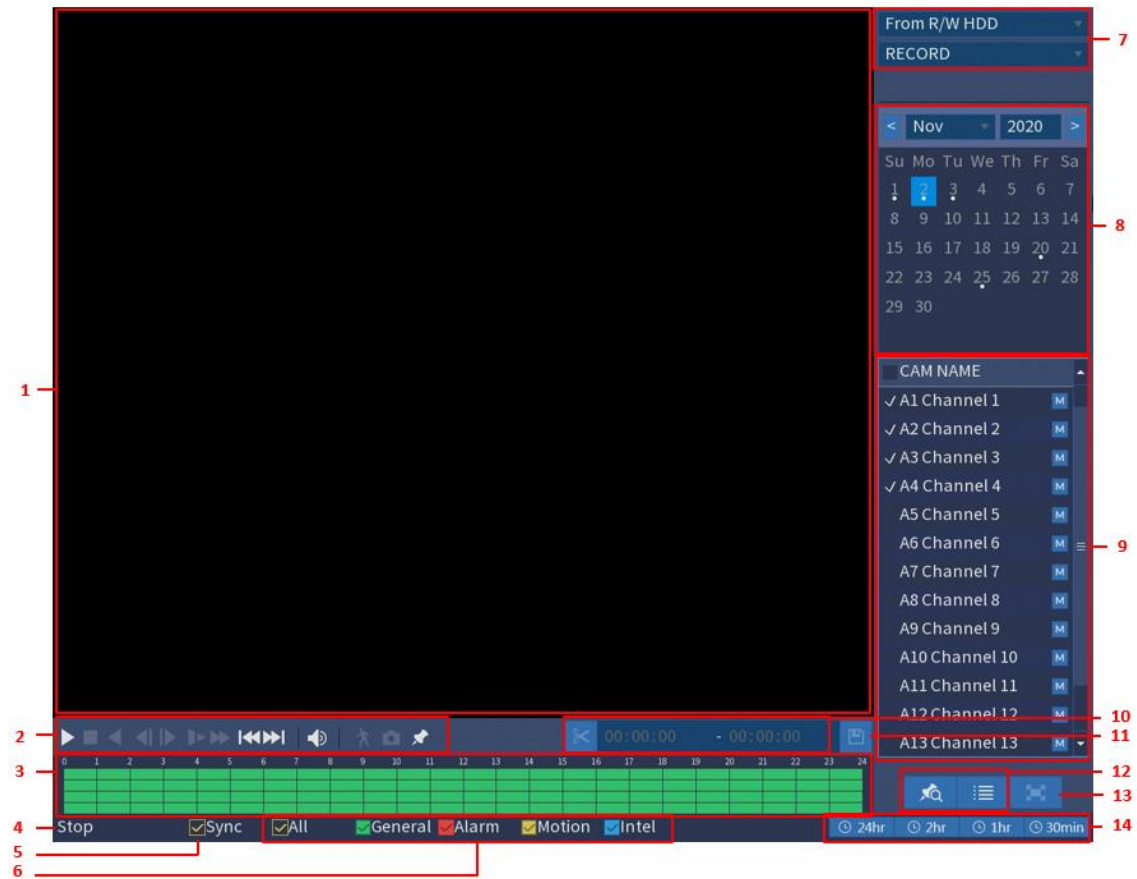 From R/W HDD
7
RECORD
< Nov 2020 >
Su Mo Tu We Th Fr Sa
1 2 3 4 5 6 7
8 9 10 11 12 13 14
8
15 16 17 18 19 20 21
22 23 24 25 26 27 28
29 30
1
CAM NAME
A1 Channel 1 M
A2 Channel 2 M
A3 Channel 3 M
A4 Channel 4 M
A5 Channel 5 M
A6 Channel 6 M
9
A7 Channel 7 M
A8 Channel 8 M
A9 Channel 9 M
A10 Channel 10 M
A11 Channel 11 M
A12 Channel 12 M
10
2
00:00:00 - 00:00:00
11
A13 Channel 13 M
0 1 2 3 4 5 6 7 8 9 10 11 12 13 14 15 16 17 18 19 20 21 22 23 24
3
12
13
4
Stop Sync All General Alarm Motion Intel
24hr 2hr 1hr 30min
14
5
6